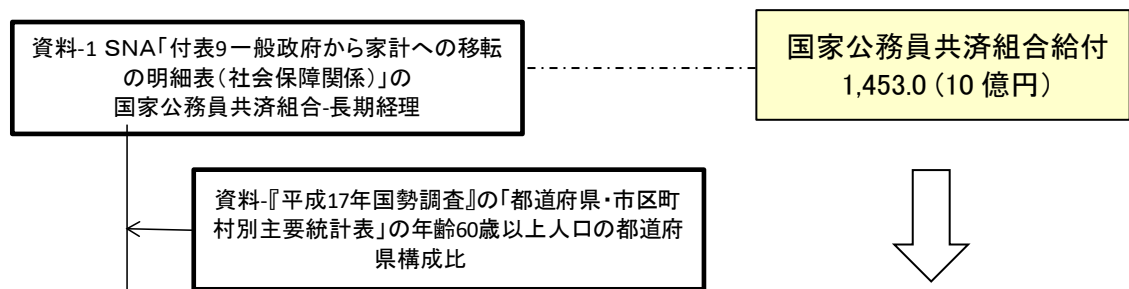 資料-1 SNA「付表9一般政府から家計への移転
の明細表(社会保障関係)」の
国家公務員共済組合-長期経理
国家公務員共済組合給付
1,453.0 (10 億円)
資料-『平成17年国勢調査』の「都道府県・市区町
村別主要統計表」の年齢60歳以上人口の都道府
県構成比